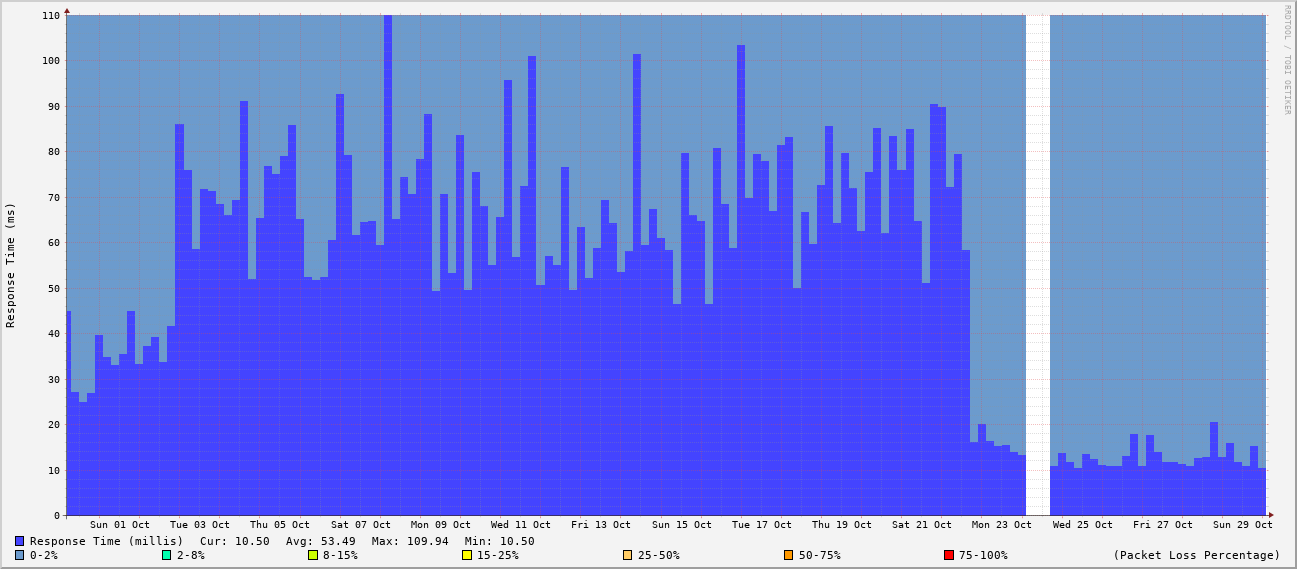 RRDTOOL / TOBI OETIKER
Response Time (ms)
110
100
90
80
70
60
50
40
30
20
10
0
Sun 01 Oct Tue 03 Oct Thu 05 Oct Sat 07 Oct Mon 09 Oct Wed 11 Oct Fri 13 Oct Sun 15 Oct Tue 17 Oct Thu 19 Oct Sat 21 Oct Mon 23 Oct Wed 25 Oct Fri 27 Oct Sun 29 Oct
Response Time (millis) Cur: 10.50 Avg: 53.49 Max: 109.94 Min: 10.50
0-2% 2-8% 8-15% 15-25% 25-50% 50-75% 75-100% (Packet Loss Percentage)